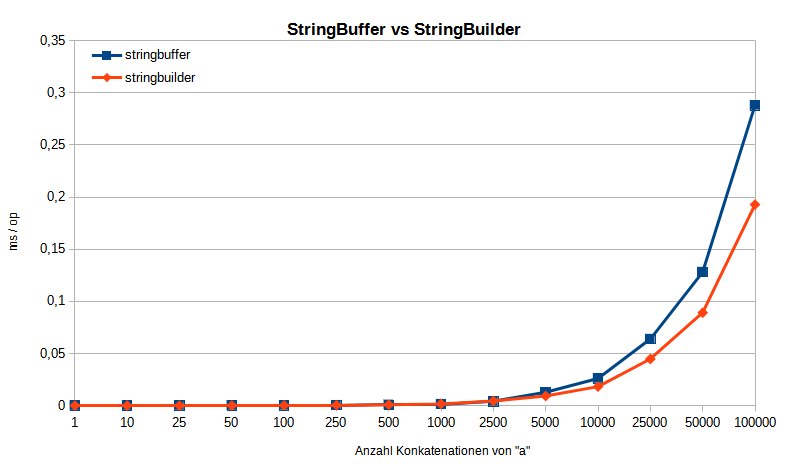 StringBuffer vs StringBuilder
0,35
0,3
0,25
0,2
0,15
0,1
0,05
0
stringbuffer
stringbuilder
ms / op
1 10 25 50 100 250 500 1000 2500 5000 10000 25000 50000 100000
Anzahl Konkatenationen von "a"